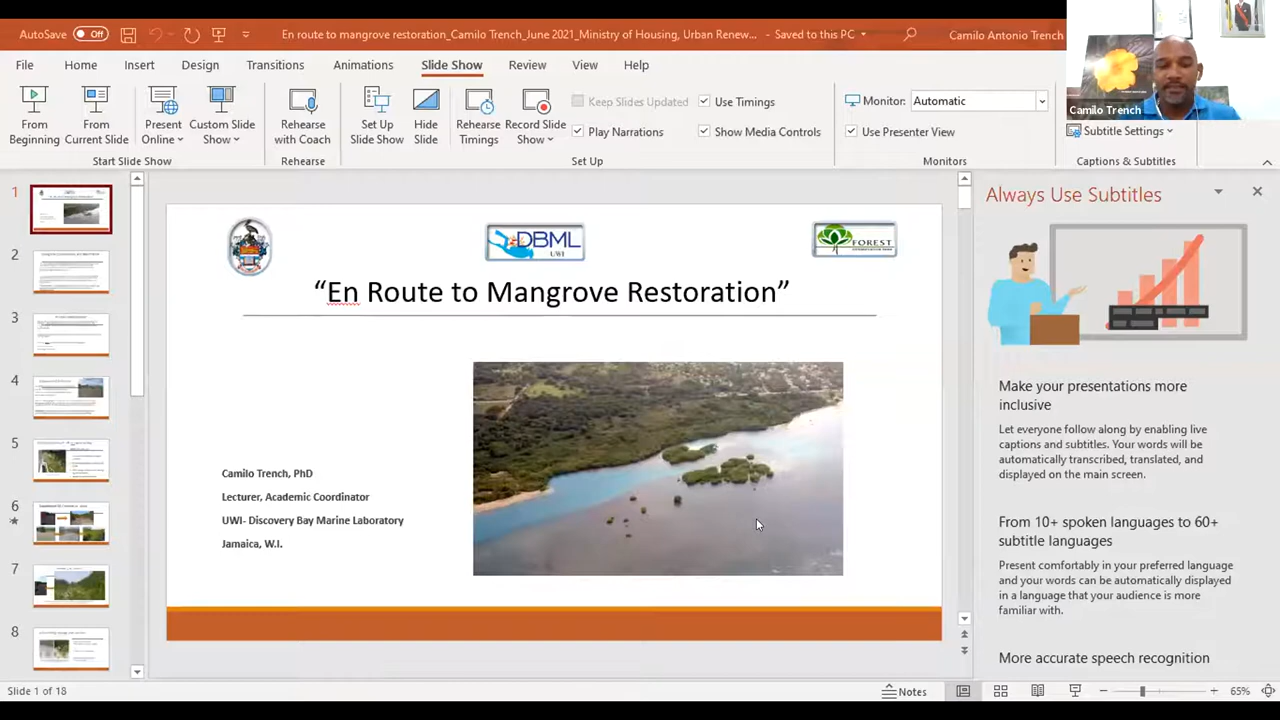 AutoSave Off
En route to mangrove restoration_Camilo Trench_June 2021_Ministry of Housing, Urban Renew... - Saved to this PC
Camilo Antonio Trench
File Home Insert Design Transitions Animations Slide Show Review View Help
From Beginning
From Current Slide
Present Online
Custom Slide Show
Rehearse with Coach
Set Up Slide Show
Hide Slide
Rehearse Timings
Record Slide Show
Keep Slides Updated
Use Timings
Play Narrations
Show Media Controls
Monitor: Automatic
Use Presenter View
Camilo Trench
Subtitle Settings
Start Slide Show
Rehearse
Set Up
Monitors
Captions & Subtitles
1
2
3
4
5
6
7
8
DBML
UWI
FOREST
“En Route to Mangrove Restoration”
Camilo Trench, PhD
Lecturer, Academic Coordinator
UWI- Discovery Bay Marine Laboratory
Jamaica, W.I.
Always Use Subtitles
Make your presentations more
inclusive
Let everyone follow along by enabling live
captions and subtitles. Your words will be
automatically transcribed, translated, and
displayed on the main screen.
From 10+ spoken languages to 60+
subtitle languages
Present comfortably in your preferred language
and your words can be automatically displayed
in a language that your audience is more
familiar with.
More accurate speech recognition
Slide 1 of 18
Notes
65%